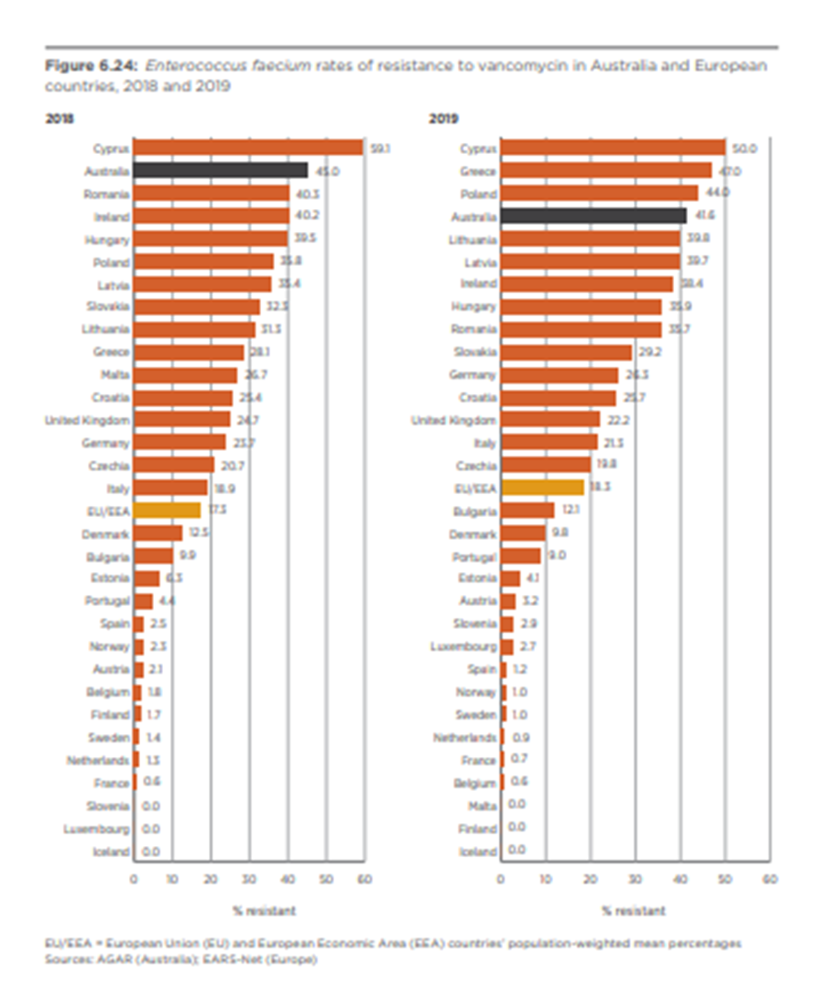 Figure 6.24: Enterococcus faecium rates of resistance to vancomycin in Australia and European
countries, 2018 and 2019
2018
Cyprus 59.1
Australia 45.0
Romania 40.3
Ireland 40.2
Hungary 39.5
Poland 35.8
Latvia 35.4
Slovakia 32.3
Lithuania 31.3
Greece 28.1
Malta 26.7
Croatia 25.4
United Kingdom 24.7
Germany 23.7
Czechia 20.7
Italy 18.9
EU/EEA 17.3
Denmark 12.5
Bulgaria 9.9
Estonia 6.3
Portugal 4.4
Spain 2.5
Norway 2.3
Austria 2.1
Belgium 1.8
Finland 1.7
Sweden 1.4
Netherlands 1.3
France 0.6
Slovenia 0.0
Luxembourg 0.0
Iceland 0.0
0 10 20 30 40 50 60
% resistant
2019
Cyprus 50.0
Greece 47.0
Poland 44.0
Australia 41.6
Lithuania 39.8
Latvia 39.7
Ireland 38.4
Hungary 35.9
Romania 35.7
Slovakia 29.2
Germany 26.3
Croatia 25.7
United Kingdom 22.2
Italy 21.3
Czechia 19.8
EU/EEA 18.3
Bulgaria 12.1
Denmark 9.8
Portugal 9.0
Estonia 4.1
Austria 3.2
Slovenia 2.9
Luxembourg 2.7
Spain 1.2
Norway 1.0
Sweden 1.0
Netherlands 0.9
France 0.7
Belgium 0.6
Malta 0.0
Finland 0.0
Iceland 0.0
0 10 20 30 40 50 60
% resistant
EU/EEA = European Union (EU) and European Economic Area (EEA) countries' population-weighted mean percentages
Sources: AGAR (Australia); EARS-Net (Europe)